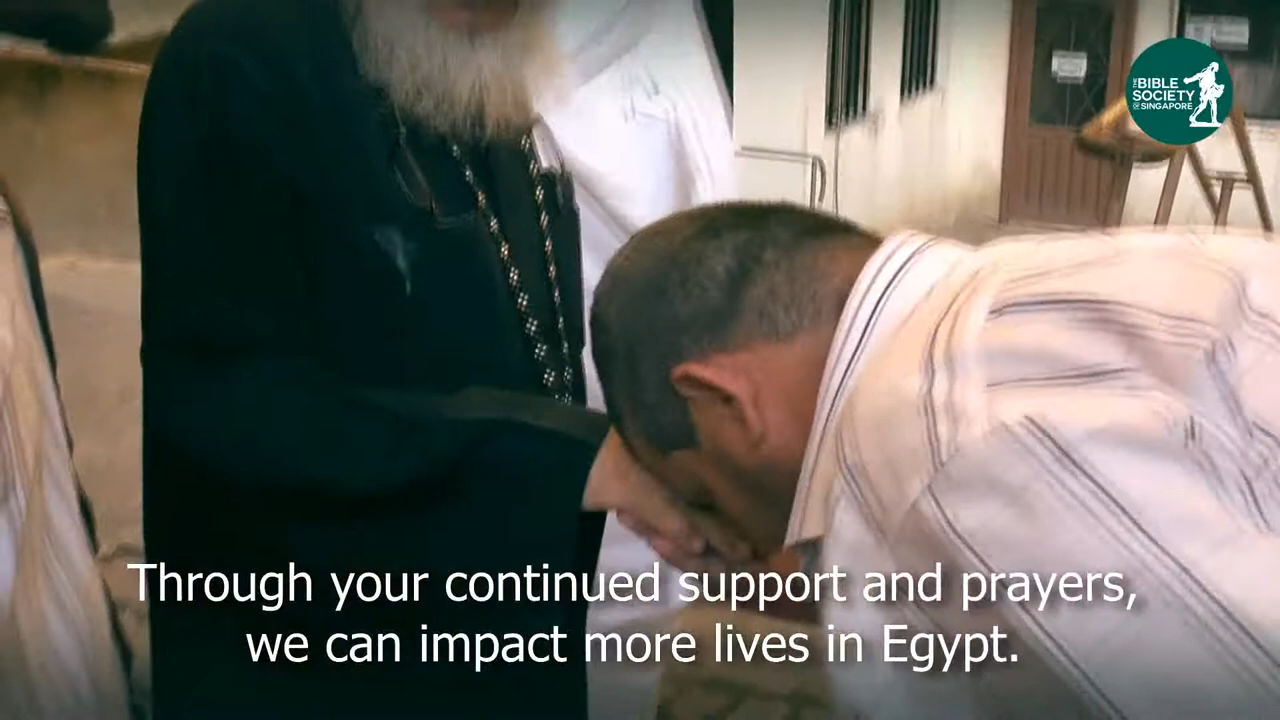 THE BIBLE
SOCIETY
OF SINGAPORE
Through your continued support and prayers,
we can impact more lives in Egypt.